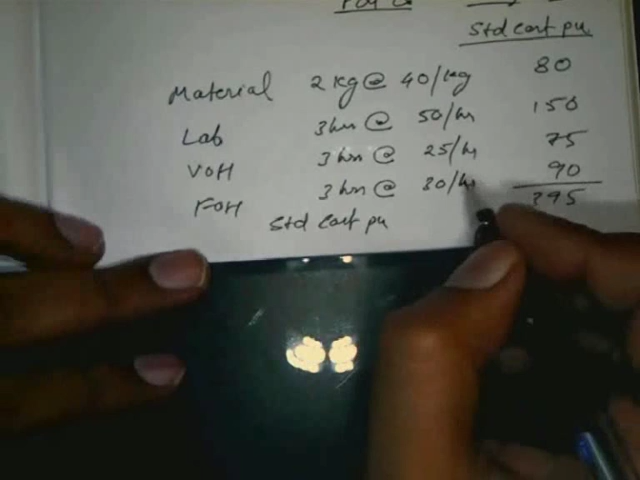 Std Cost pu
Material 2 kg @ 40/kg 80
Lab 3 hrs @ 50/hr 150
VOH 3 hrs @ 25/hr 75
FOH 3 hrs @ 30/hr 90
Std Cost pu 395